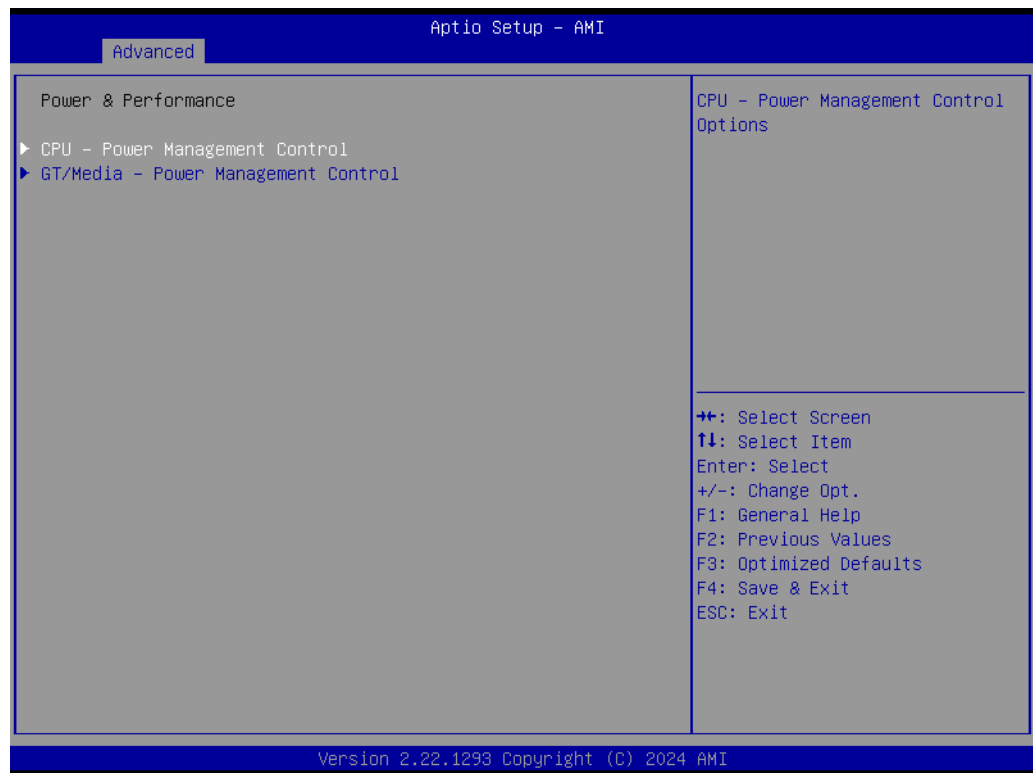 Aptio Setup – AMI
Advanced
Power & Performance
▶ CPU – Power Management Control
▶ GT/Media – Power Management Control
CPU – Power Management Control
Options
→←: Select Screen
↑↓: Select Item
Enter: Select
+/-: Change Opt.
F1: General Help
F2: Previous Values
F3: Optimized Defaults
F4: Save & Exit
ESC: Exit
Version 2.22.1293 Copyright (C) 2024 AMI